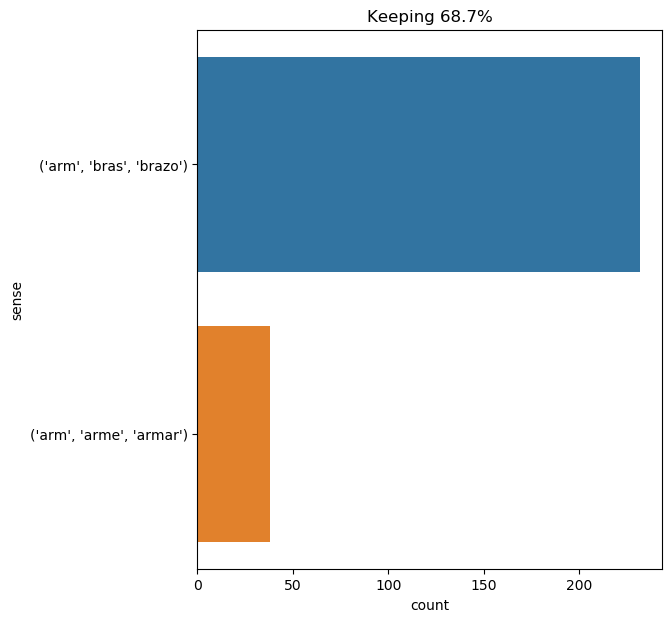 Keeping 68.7%
('arm', 'bras', 'brazo')
sense
('arm', 'arme', 'armar')
0 50 100 150 200
count